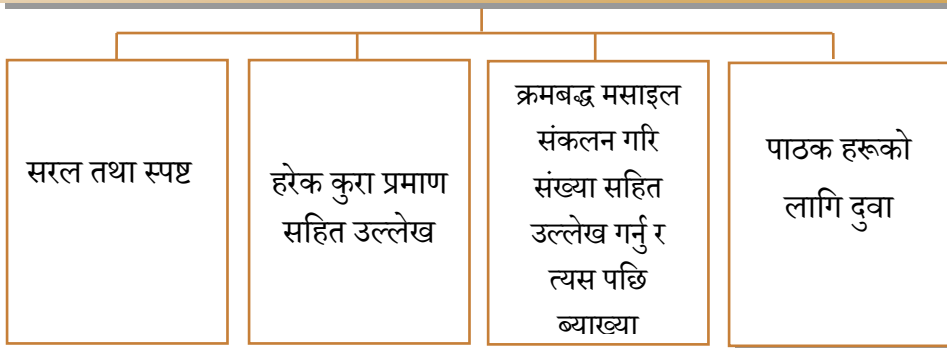 सरल तथा स्पष्ट
हरेक कुरा प्रमाण
सहित उल्लेख
क्रमबद्ध मसाइल
संकलन गरि
संख्या सहित
उल्लेख गर्नु र
त्यस पछि
ब्याख्या
पाठक हरूको
लागि दुवा